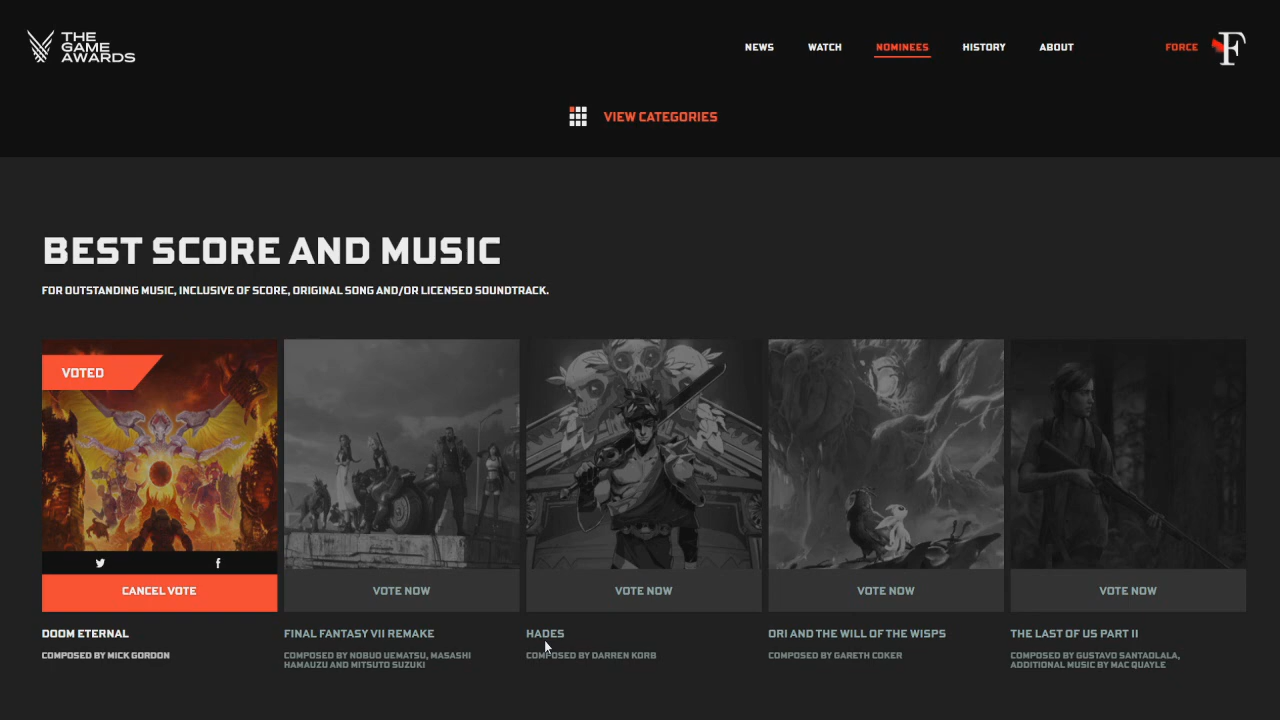 THE
GAME
AWARDS
NEWS
WATCH
NOMINEES
HISTORY
ABOUT
FORCE
F
VIEW CATEGORIES
BEST SCORE AND MUSIC
FOR OUTSTANDING MUSIC, INCLUSIVE OF SCORE, ORIGINAL SONG AND/OR LICENSED SOUNDTRACK.
VOTED
CANCEL VOTE
VOTE NOW
VOTE NOW
VOTE NOW
VOTE NOW
DOOM ETERNAL
COMPOSED BY MICK GORDON
FINAL FANTASY VII REMAKE
COMPOSED BY NOBUO UEMATSU, MASASHI
HAMAUZU AND MITSUTO SUZUKI
HADES
COMPOSED BY DARREN KORB
ORI AND THE WILL OF THE WISPS
COMPOSED BY GARETH COKER
THE LAST OF US PART II
COMPOSED BY GUSTAVO SANTAOLALA,
ADDITIONAL MUSIC BY MAC QUAYLE